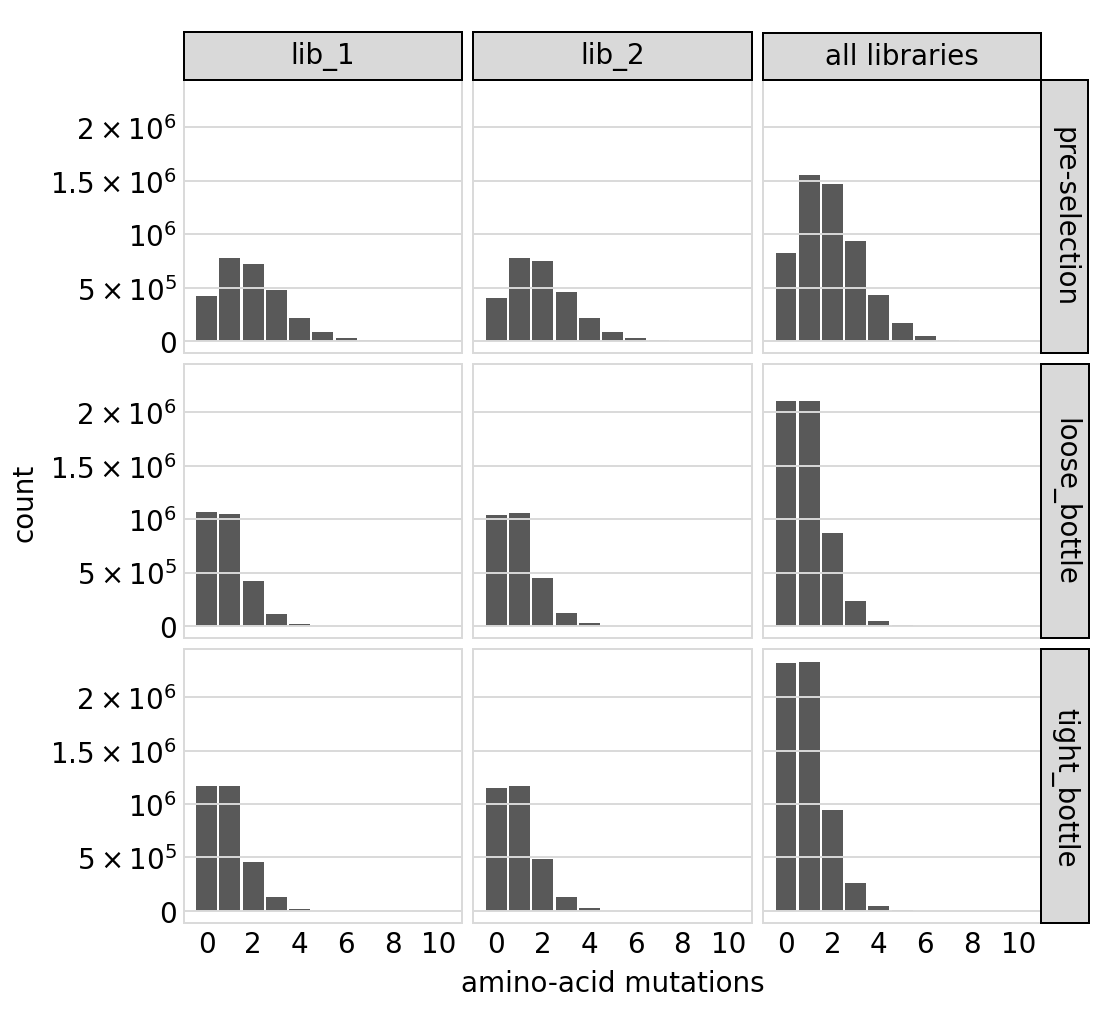 lib_1
lib_2
all libraries
2 × 10⁶
1.5 × 10⁶
10⁶
5 × 10⁵
0
pre-selection
2 × 10⁶
1.5 × 10⁶
10⁶
5 × 10⁵
0
loose_bottle
count
2 × 10⁶
1.5 × 10⁶
10⁶
5 × 10⁵
0
tight_bottle
0 2 4 6 8 10
0 2 4 6 8 10
0 2 4 6 8 10
amino-acid mutations